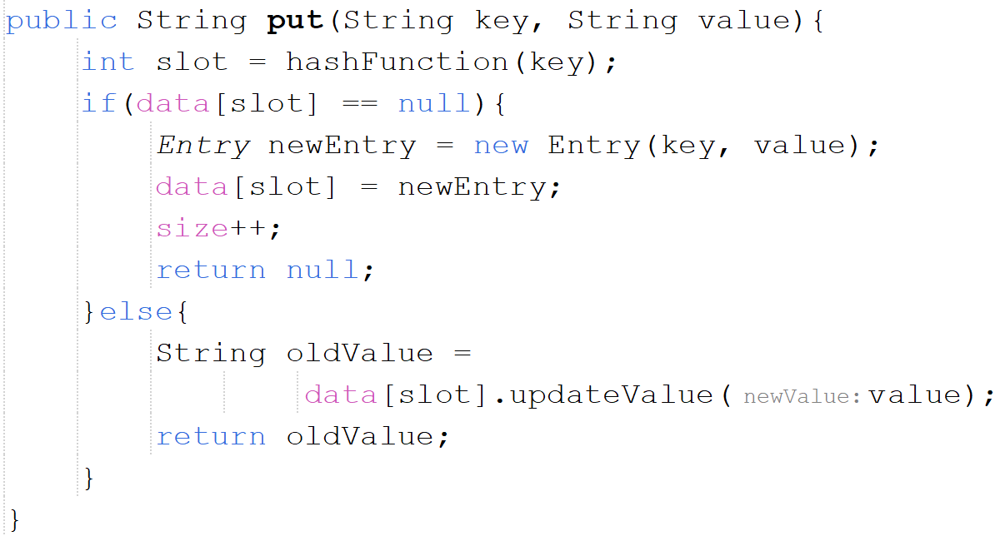 public String put(String key, String value){
int slot = hashFunction(key);
if(data[slot] == null){
Entry newEntry = new Entry(key, value);
data[slot] = newEntry;
size++;
return null;
}else{
String oldValue =
data[slot].updateValue( newValue: value);
return oldValue;
}
}